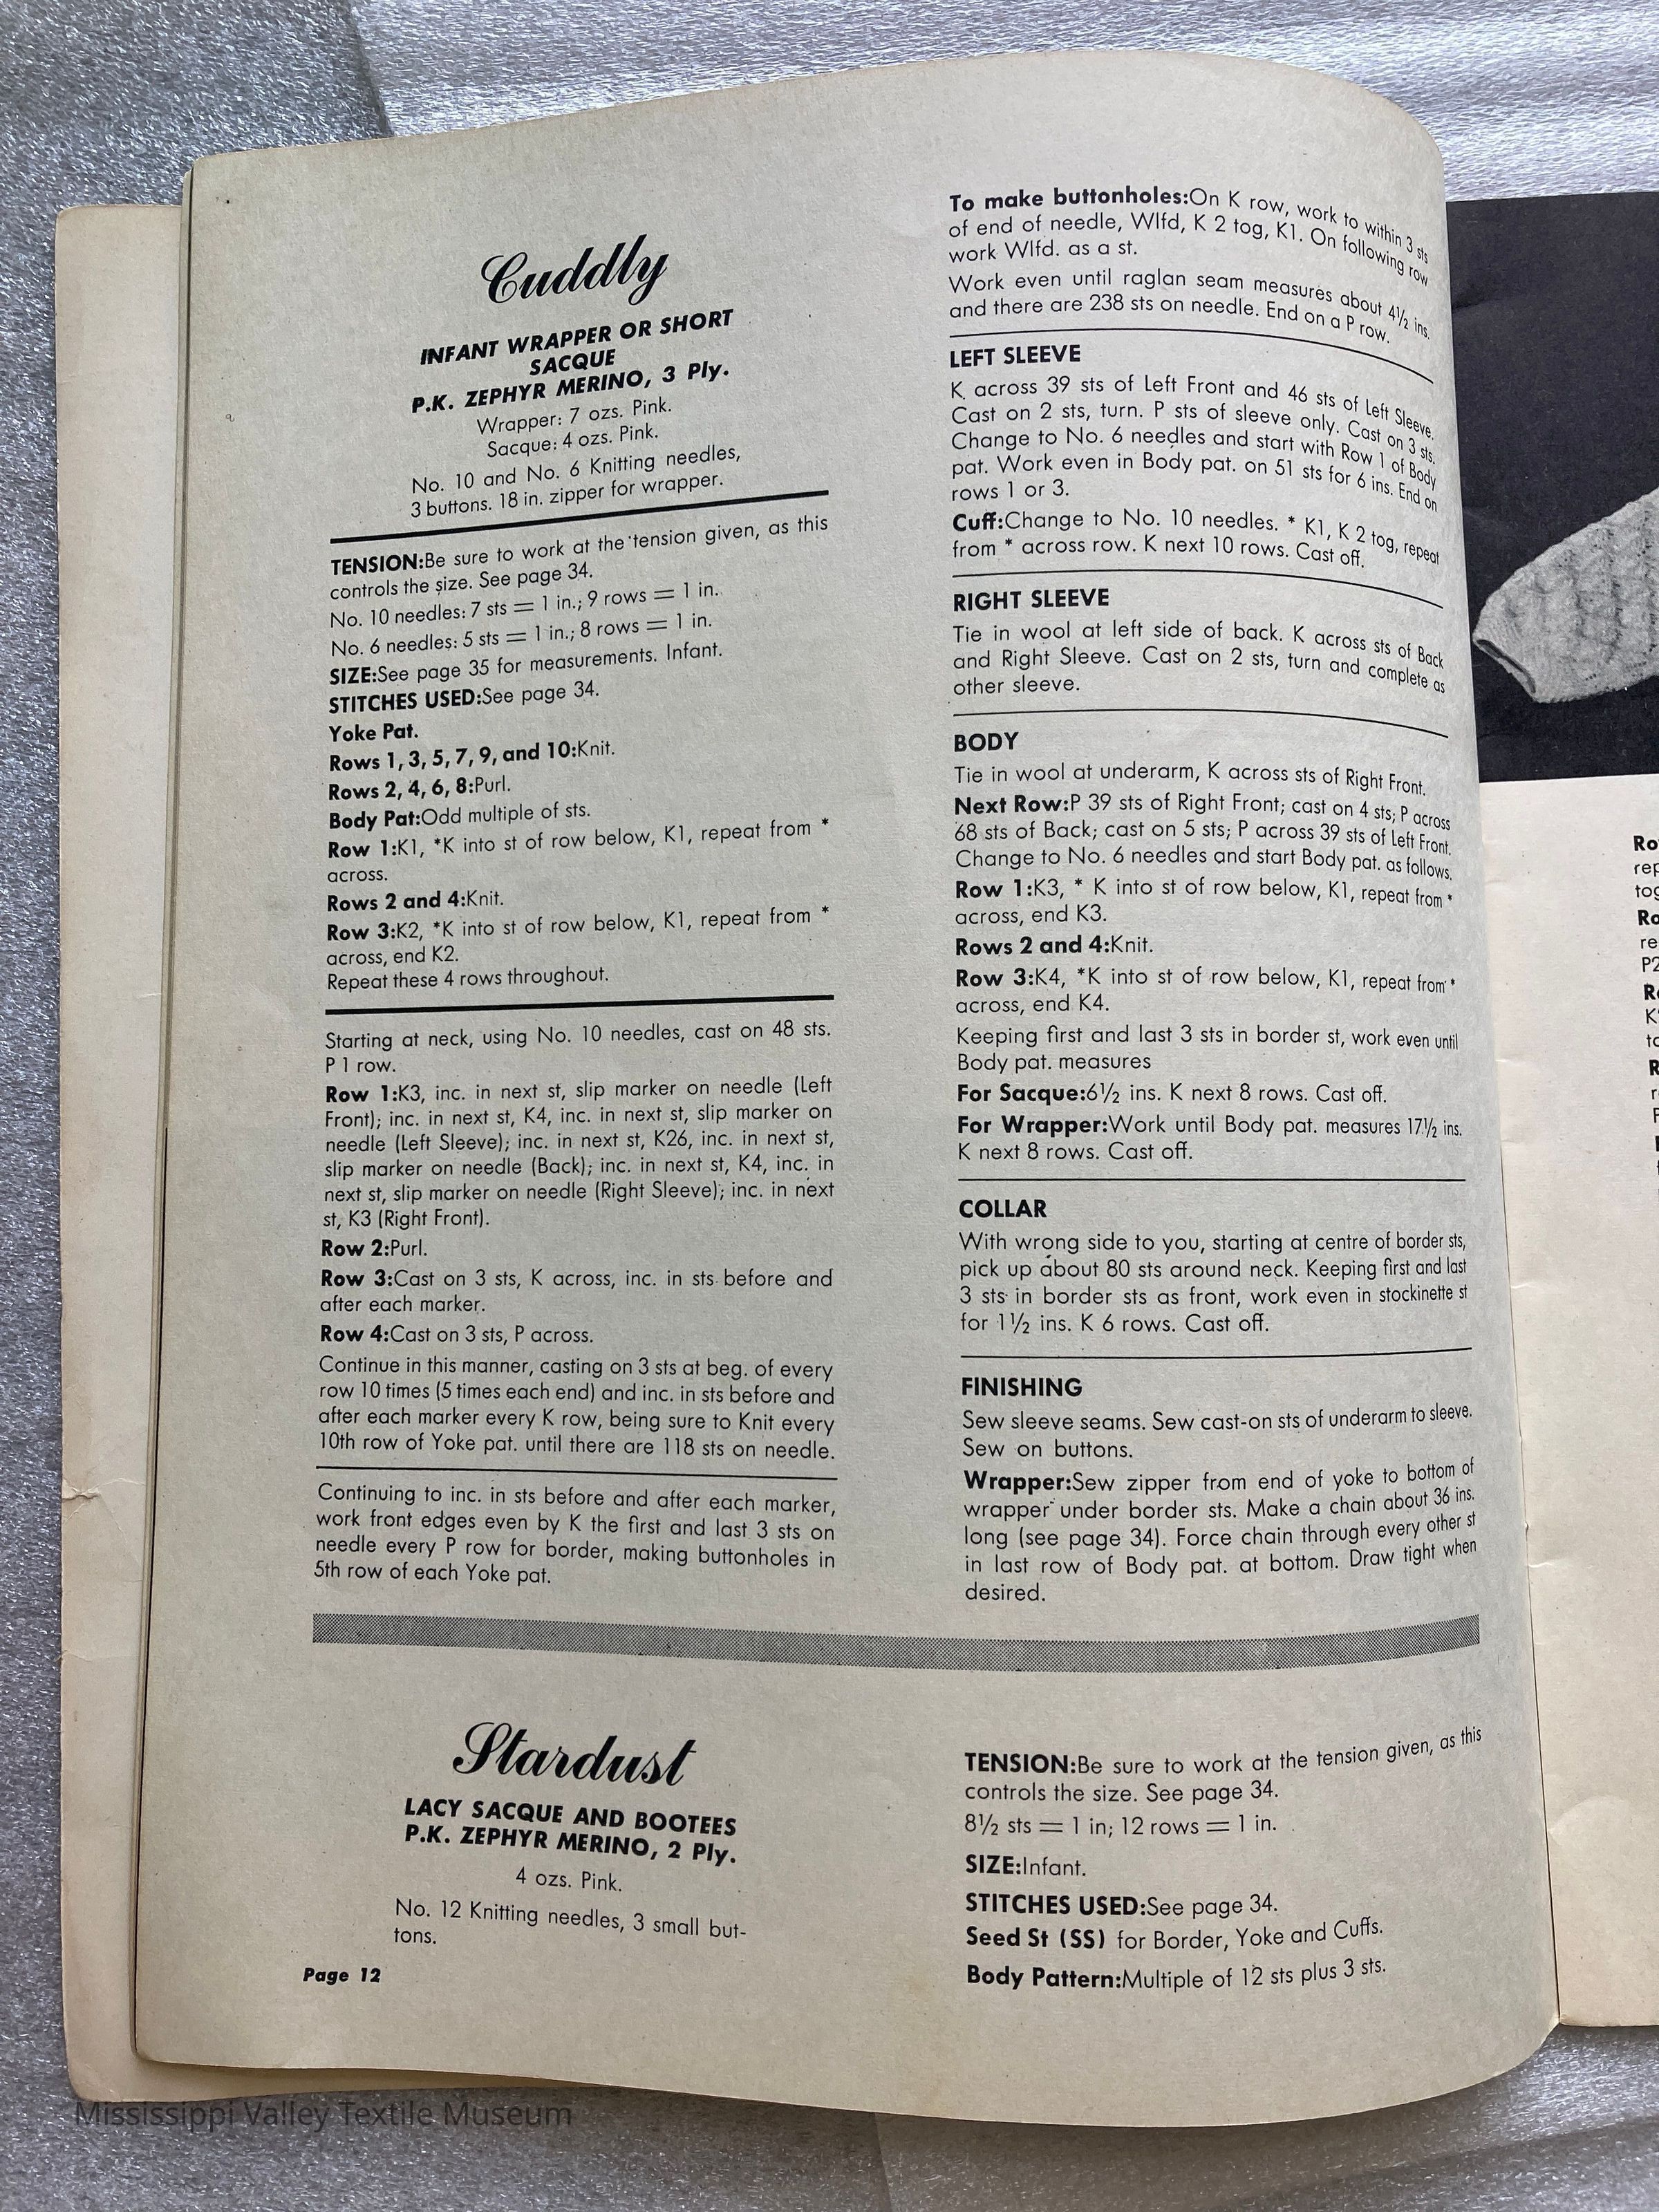 Cuddly
INFANT WRAPPER OR SHORT
SACQUE
P.K. ZEPHYR MERINO, 3 Ply.
Wrapper: 7 ozs. Pink.
Sacque: 4 ozs. Pink.
No. 10 and No. 6 Knitting needles,
3 buttons. 18 in. zipper for wrapper.
TENSION:Be sure to work at the tension given, as this
controls the size. See page 34.
No. 10 needles: 7 sts = 1 in.; 9 rows = 1 in.
No. 6 needles: 5 sts = 1 in.; 8 rows = 1 in.
SIZE:See page 35 for measurements. Infant.
STITCHES USED:See page 34.
Yoke Pat.
Rows 1, 3, 5, 7, 9, and 10:Knit.
Rows 2, 4, 6, 8:Purl.
Body Pat:Odd multiple of sts.
Row 1:K1, *K into st of row below, K1, repeat from *
across.
Rows 2 and 4:Knit.
Row 3:K2, *K into st of row below, K1, repeat from *
across, end K2.
Repeat these 4 rows throughout.
Starting at neck, using No. 10 needles, cast on 48 sts.
P 1 row.
Row 1:K3, inc. in next st, slip marker on needle (Left
Front); inc. in next st, K4, inc. in next st, slip marker on
needle (Left Sleeve); inc. in next st, K26, inc. in next st,
slip marker on needle (Back); inc. in next st, K4, inc. in
next st, slip marker on needle (Right Sleeve); inc. in next
st, K3 (Right Front).
Row 2:Purl.
Row 3:Cast on 3 sts, K across, inc. in sts before and
after each marker.
Row 4:Cast on 3 sts, P across.
Continue in this manner, casting on 3 sts at beg. of every
row 10 times (5 times each end) and inc. in sts before and
after each marker every K row, being sure to Knit every
10th row of Yoke pat. until there are 118 sts on needle.
Continuing to inc. in sts before and after each marker,
work front edges even by K the first and last 3 sts on
needle every P row for border, making buttonholes in
5th row of each Yoke pat.
To make buttonholes:On K row, work to within 3 sts
of end of needle, Wlfd, K 2 tog, K1. On following row
work Wlfd. as a st.
Work even until raglan seam measures about 4½ ins.
and there are 238 sts on needle. End on a P row.
LEFT SLEEVE
K across 39 sts of Left Front and 46 sts of Left Sleeve.
Cast on 2 sts, turn. P sts of sleeve only. Cast on 3 sts.
Change to No. 6 needles and start with Row 1 of Body
pat. Work even in Body pat. on 51 sts for 6 ins. End on
rows 1 or 3.
Cuff:Change to No. 10 needles. * K1, K 2 tog, repeat
from * across row. K next 10 rows. Cast off.
RIGHT SLEEVE
Tie in wool at left side of back. K across sts of Back
and Right Sleeve. Cast on 2 sts, turn and complete as
other sleeve.
BODY
Tie in wool at underarm, K across sts of Right Front.
Next Row:P 39 sts of Right Front; cast on 4 sts; P across
68 sts of Back; cast on 5 sts; P across 39 sts of Left Front.
Change to No. 6 needles and start Body pat. as follows.
Row 1:K3, * K into st of row below, K1, repeat from *
across, end K3.
Rows 2 and 4:Knit.
Row 3:K4, *K into st of row below, K1, repeat from *
across, end K4.
Keeping first and last 3 sts in border st, work even until
Body pat. measures
For Sacque:6½ ins. K next 8 rows. Cast off.
For Wrapper:Work until Body pat. measures 17½ ins.
K next 8 rows. Cast off.
COLLAR
With wrong side to you, starting at centre of border sts,
pick up about 80 sts around neck. Keeping first and last
3 sts in border sts as front, work even in stockinette st
for 1½ ins. K 6 rows. Cast off.
FINISHING
Sew sleeve seams. Sew cast-on sts of underarm to sleeve.
Sew on buttons.
Wrapper:Sew zipper from end of yoke to bottom of
wrapper under border sts. Make a chain about 36 ins.
long (see page 34). Force chain through every other st
in last row of Body pat. at bottom. Draw tight when
desired.
Stardust
LACY SACQUE AND BOOTEES
P.K. ZEPHYR MERINO, 2 Ply.
4 ozs. Pink.
No. 12 Knitting needles, 3 small but-
tons.
TENSION:Be sure to work at the tension given, as this
controls the size. See page 34.
8½ sts = 1 in; 12 rows = 1 in.
SIZE:Infant.
STITCHES USED:See page 34.
Seed St (SS) for Border, Yoke and Cuffs.
Body Pattern:Multiple of 12 sts plus 3 sts.
Page 12
Mississippi Valley Textile Museum